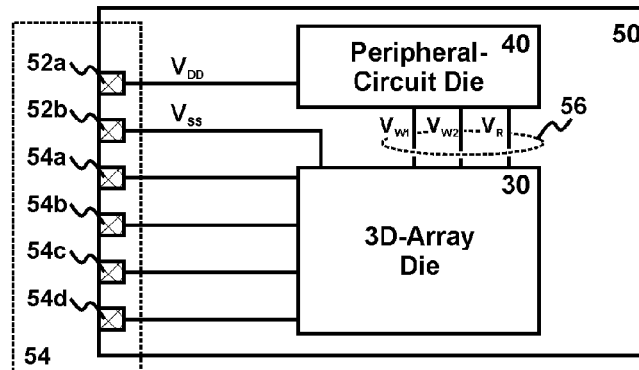 50
52a
V_DD
Peripheral-
Circuit Die
40
52b
V_SS
V_W1 V_W2 V_R
56
54a
54b
54c
54d
30
3D-Array
Die
54